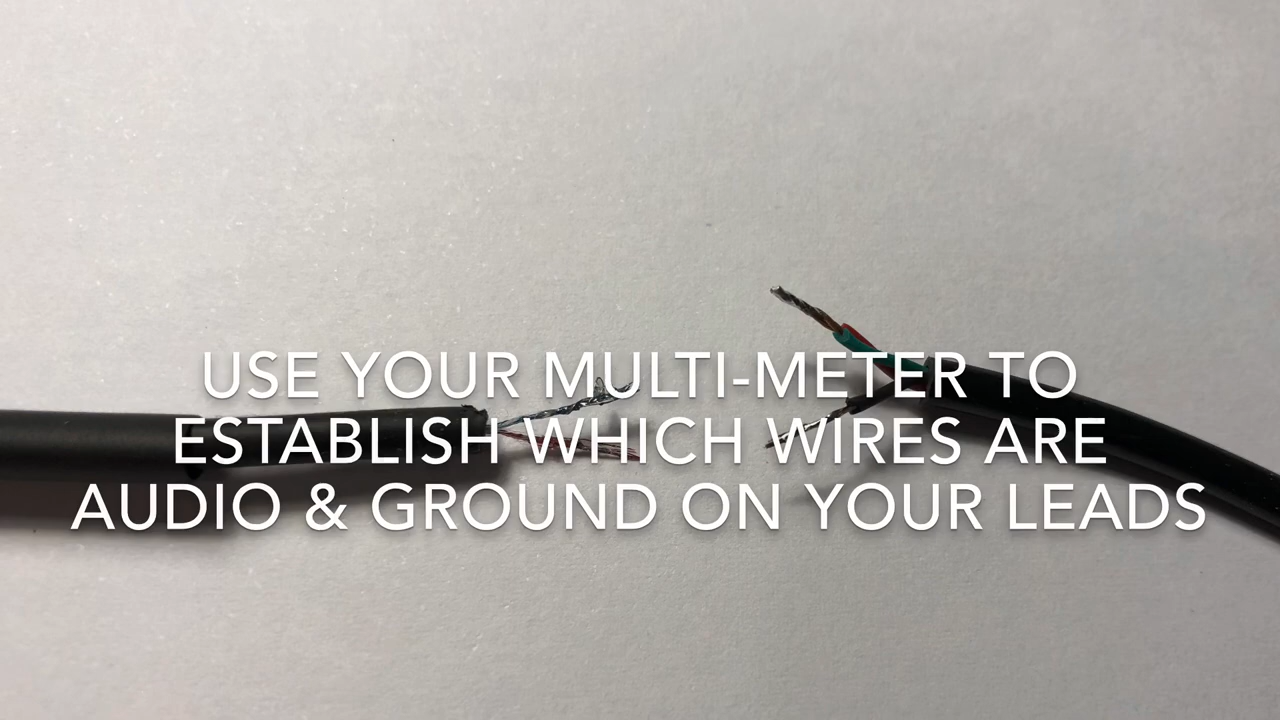 USE YOUR MULTI-METER TO
ESTABLISH WHICH WIRES ARE
AUDIO & GROUND ON YOUR LEADS